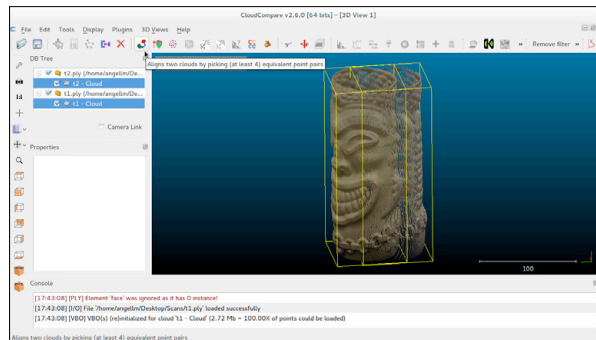 CloudCompare v2.6.0 [64 bits] - [3D View 1]
File Edit Tools Display Plugins 3D Views Help
Remove filter
DB Tree
Aligns two clouds by picking (at least 4) equivalent point pairs
t2.ply (/home/angellm/De...
t2 - Cloud
t1.ply (/home/angellm/De...
t1 - Cloud
1:1
Camera Link
Properties
100
Console
[17:43:08] [PLY] Element 'face' was ignored as it has 0 instance!
[17:43:08] [I/O] File '/home/angellm/Desktop/Scans/t1.ply' loaded successfully
[17:43:08] [VBO] VBO(s) (re)initialized for cloud 't1 - Cloud' (2.72 Mb = 100.00% of points could be loaded)
Aligns two clouds by picking (at least 4) equivalent point pairs